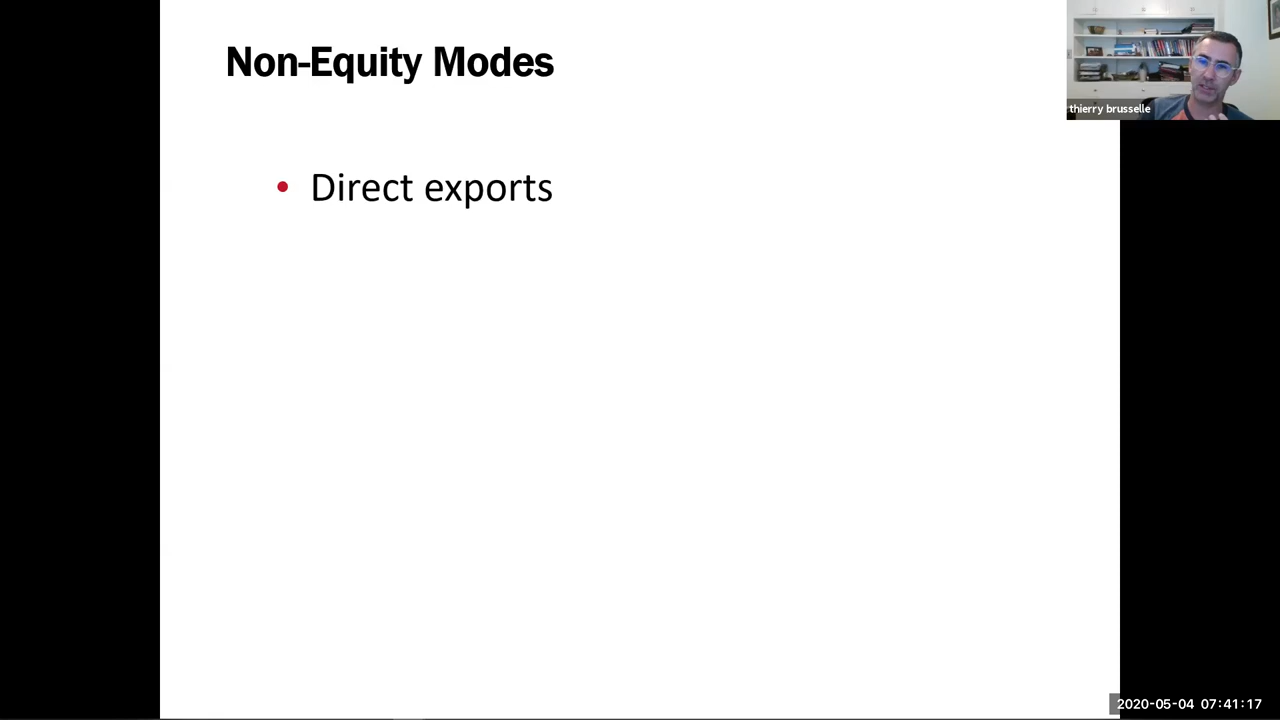 Non-Equity Modes
thierry brusselle
• Direct exports
2020-05-04 07:41:17